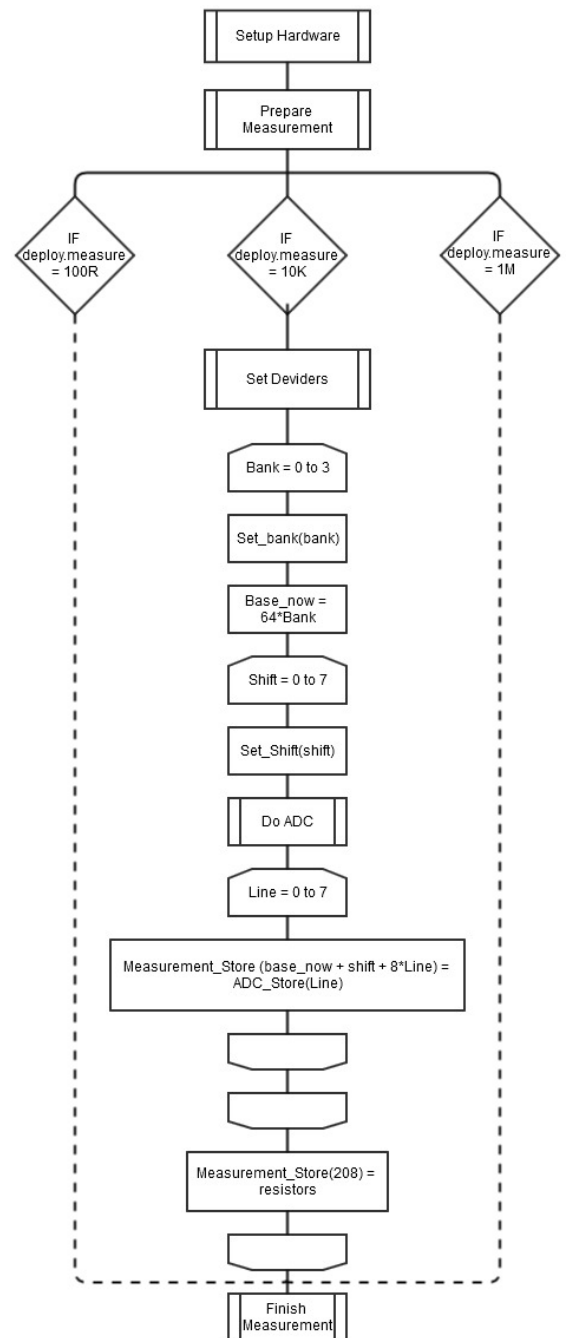 Setup Hardware
Prepare
Measurement
IF
deploy.measure
= 100R
IF
deploy.measure
= 10K
IF
deploy.measure
= 1M
Set Deviders
Bank = 0 to 3
Set_bank(bank)
Base_now =
64*Bank
Shift = 0 to 7
Set_Shift(shift)
Do ADC
Line = 0 to 7
Measurement_Store (base_now + shift + 8*Line) =
ADC_Store(Line)
Measurement_Store(208) =
resistors
Finish
Measurement